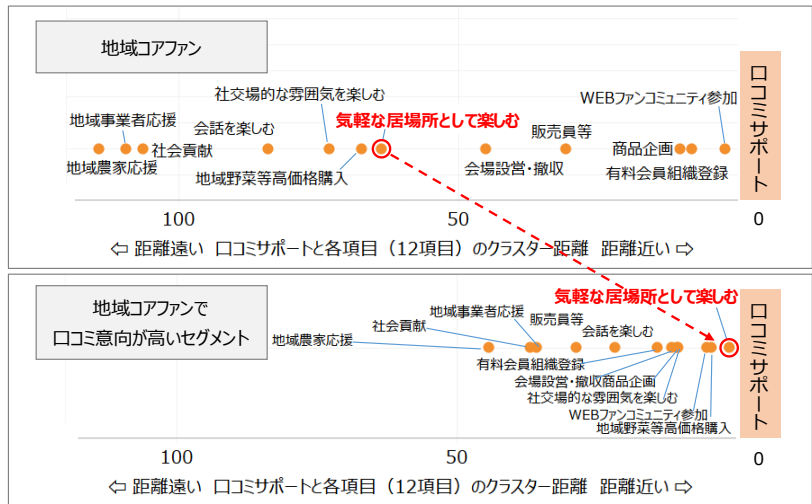 地域コアファン
社交場的な雰囲気を楽しむ
WEBファンコミュニティ参加
地域事業者応援
会話を楽しむ
気軽な居場所として楽しむ
販売員等
社会貢献
商品企画
地域農家応援
地域野菜等高価格購入
会場設営・撤収
有料会員組織登録
口コミサポート
100
50
0
⇦ 距離遠い 口コミサポートと各項目（12項目）のクラスター距離 距離近い ⇨
地域コアファンで
口コミ意向が高いセグメント
気軽な居場所として楽しむ
地域事業者応援
社会貢献
販売員等
会話を楽しむ
地域農家応援
有料会員組織登録
会場設営・撤収商品企画
社交場的な雰囲気を楽しむ
WEBファンコミュニティ参加
地域野菜等高価格購入
口コミサポート
100
50
0
⇦ 距離遠い 口コミサポートと各項目（12項目）のクラスター距離 距離近い ⇨